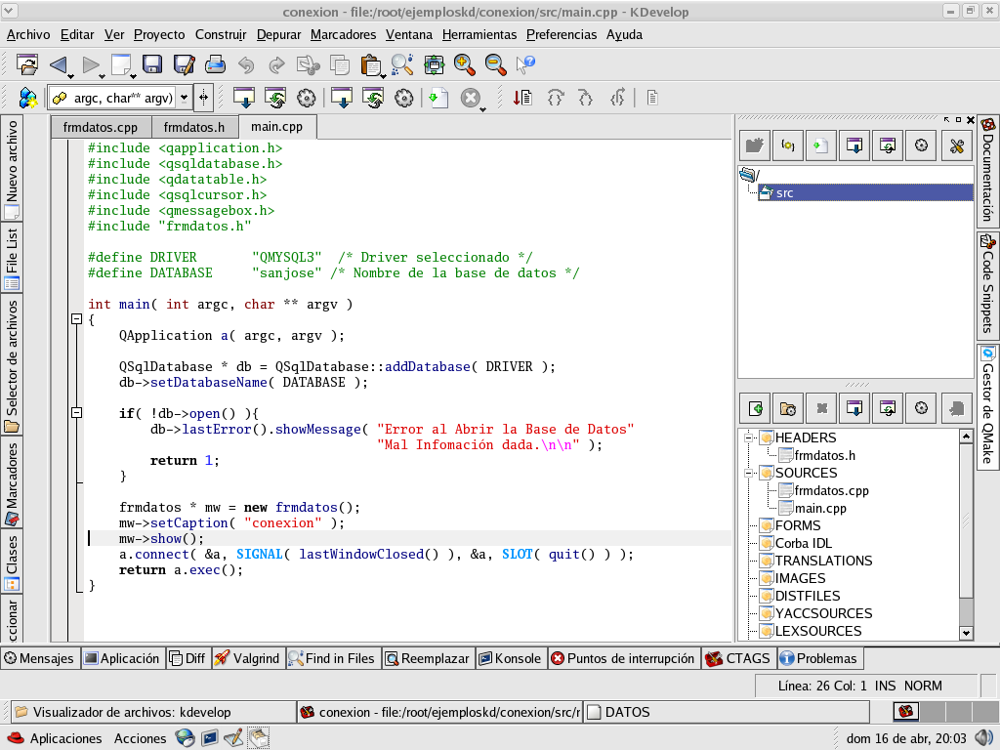 conexion - file:/root/ejemploskd/conexion/src/main.cpp - KDevelop
Archivo Editar Ver Proyecto Construir Depurar Marcadores Ventana Herramientas Preferencias Ayuda
argc, char** argv)
frmdatos.cpp frmdatos.h main.cpp
#include <qapplication.h>
#include <qsqldatabase.h>
#include <qdatatable.h>
#include <qsqlcursor.h>
#include <qmessagebox.h>
#include "frmdatos.h"
#define DRIVER "QMYSQL3" /* Driver seleccionado */
#define DATABASE "sanjose" /* Nombre de la base de datos */
int main( int argc, char ** argv )
{
QApplication a( argc, argv );
QSqlDatabase * db = QSqlDatabase::addDatabase( DRIVER );
db->setDatabaseName( DATABASE );
if( !db->open() ){
db->lastError().showMessage( "Error al Abrir la Base de Datos"
"Mal Infomación dada.\n\n" );
return 1;
}
frmdatos * mw = new frmdatos();
mw->setCaption( "conexion" );
mw->show();
a.connect( &a, SIGNAL( lastWindowClosed() ), &a, SLOT( quit() ) );
return a.exec();
}
Nuevo archivo
File List
Selector de archivos
Marcadores
Clases
ccionar
/
src
HEADERS
frmdatos.h
SOURCES
frmdatos.cpp
main.cpp
FORMS
Corba IDL
TRANSLATIONS
IMAGES
DISTFILES
YACCSOURCES
LEXSOURCES
Documentación
Code Snippets
Gestor de QMake
Mensajes Aplicación Diff Valgrind Find in Files Reemplazar Konsole Puntos de interrupción CTAGS Problemas
Línea: 26 Col: 1 INS NORM
Visualizador de archivos: kdevelop conexion - file:/root/ejemploskd/conexion/src/r DATOS
Aplicaciones Acciones dom 16 de abr, 20:03